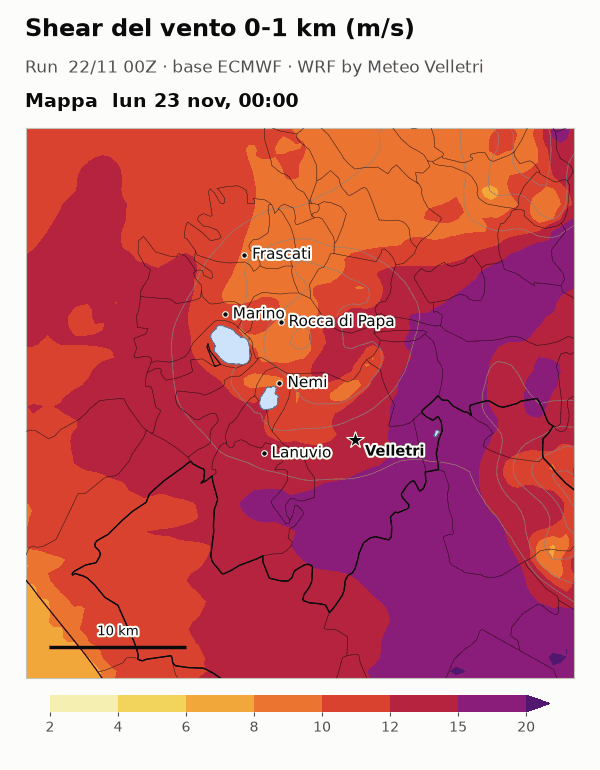 Shear del vento 0-1 km (m/s)
Run  22/11 00Z · base ECMWF · WRF by Meteo Velletri
Mappa  lun 23 nov, 00:00
Frascati
Marino
Rocca di Papa
Nemi
Velletri
Lanuvio
10 km
2 4 6 8 10 12 15 20